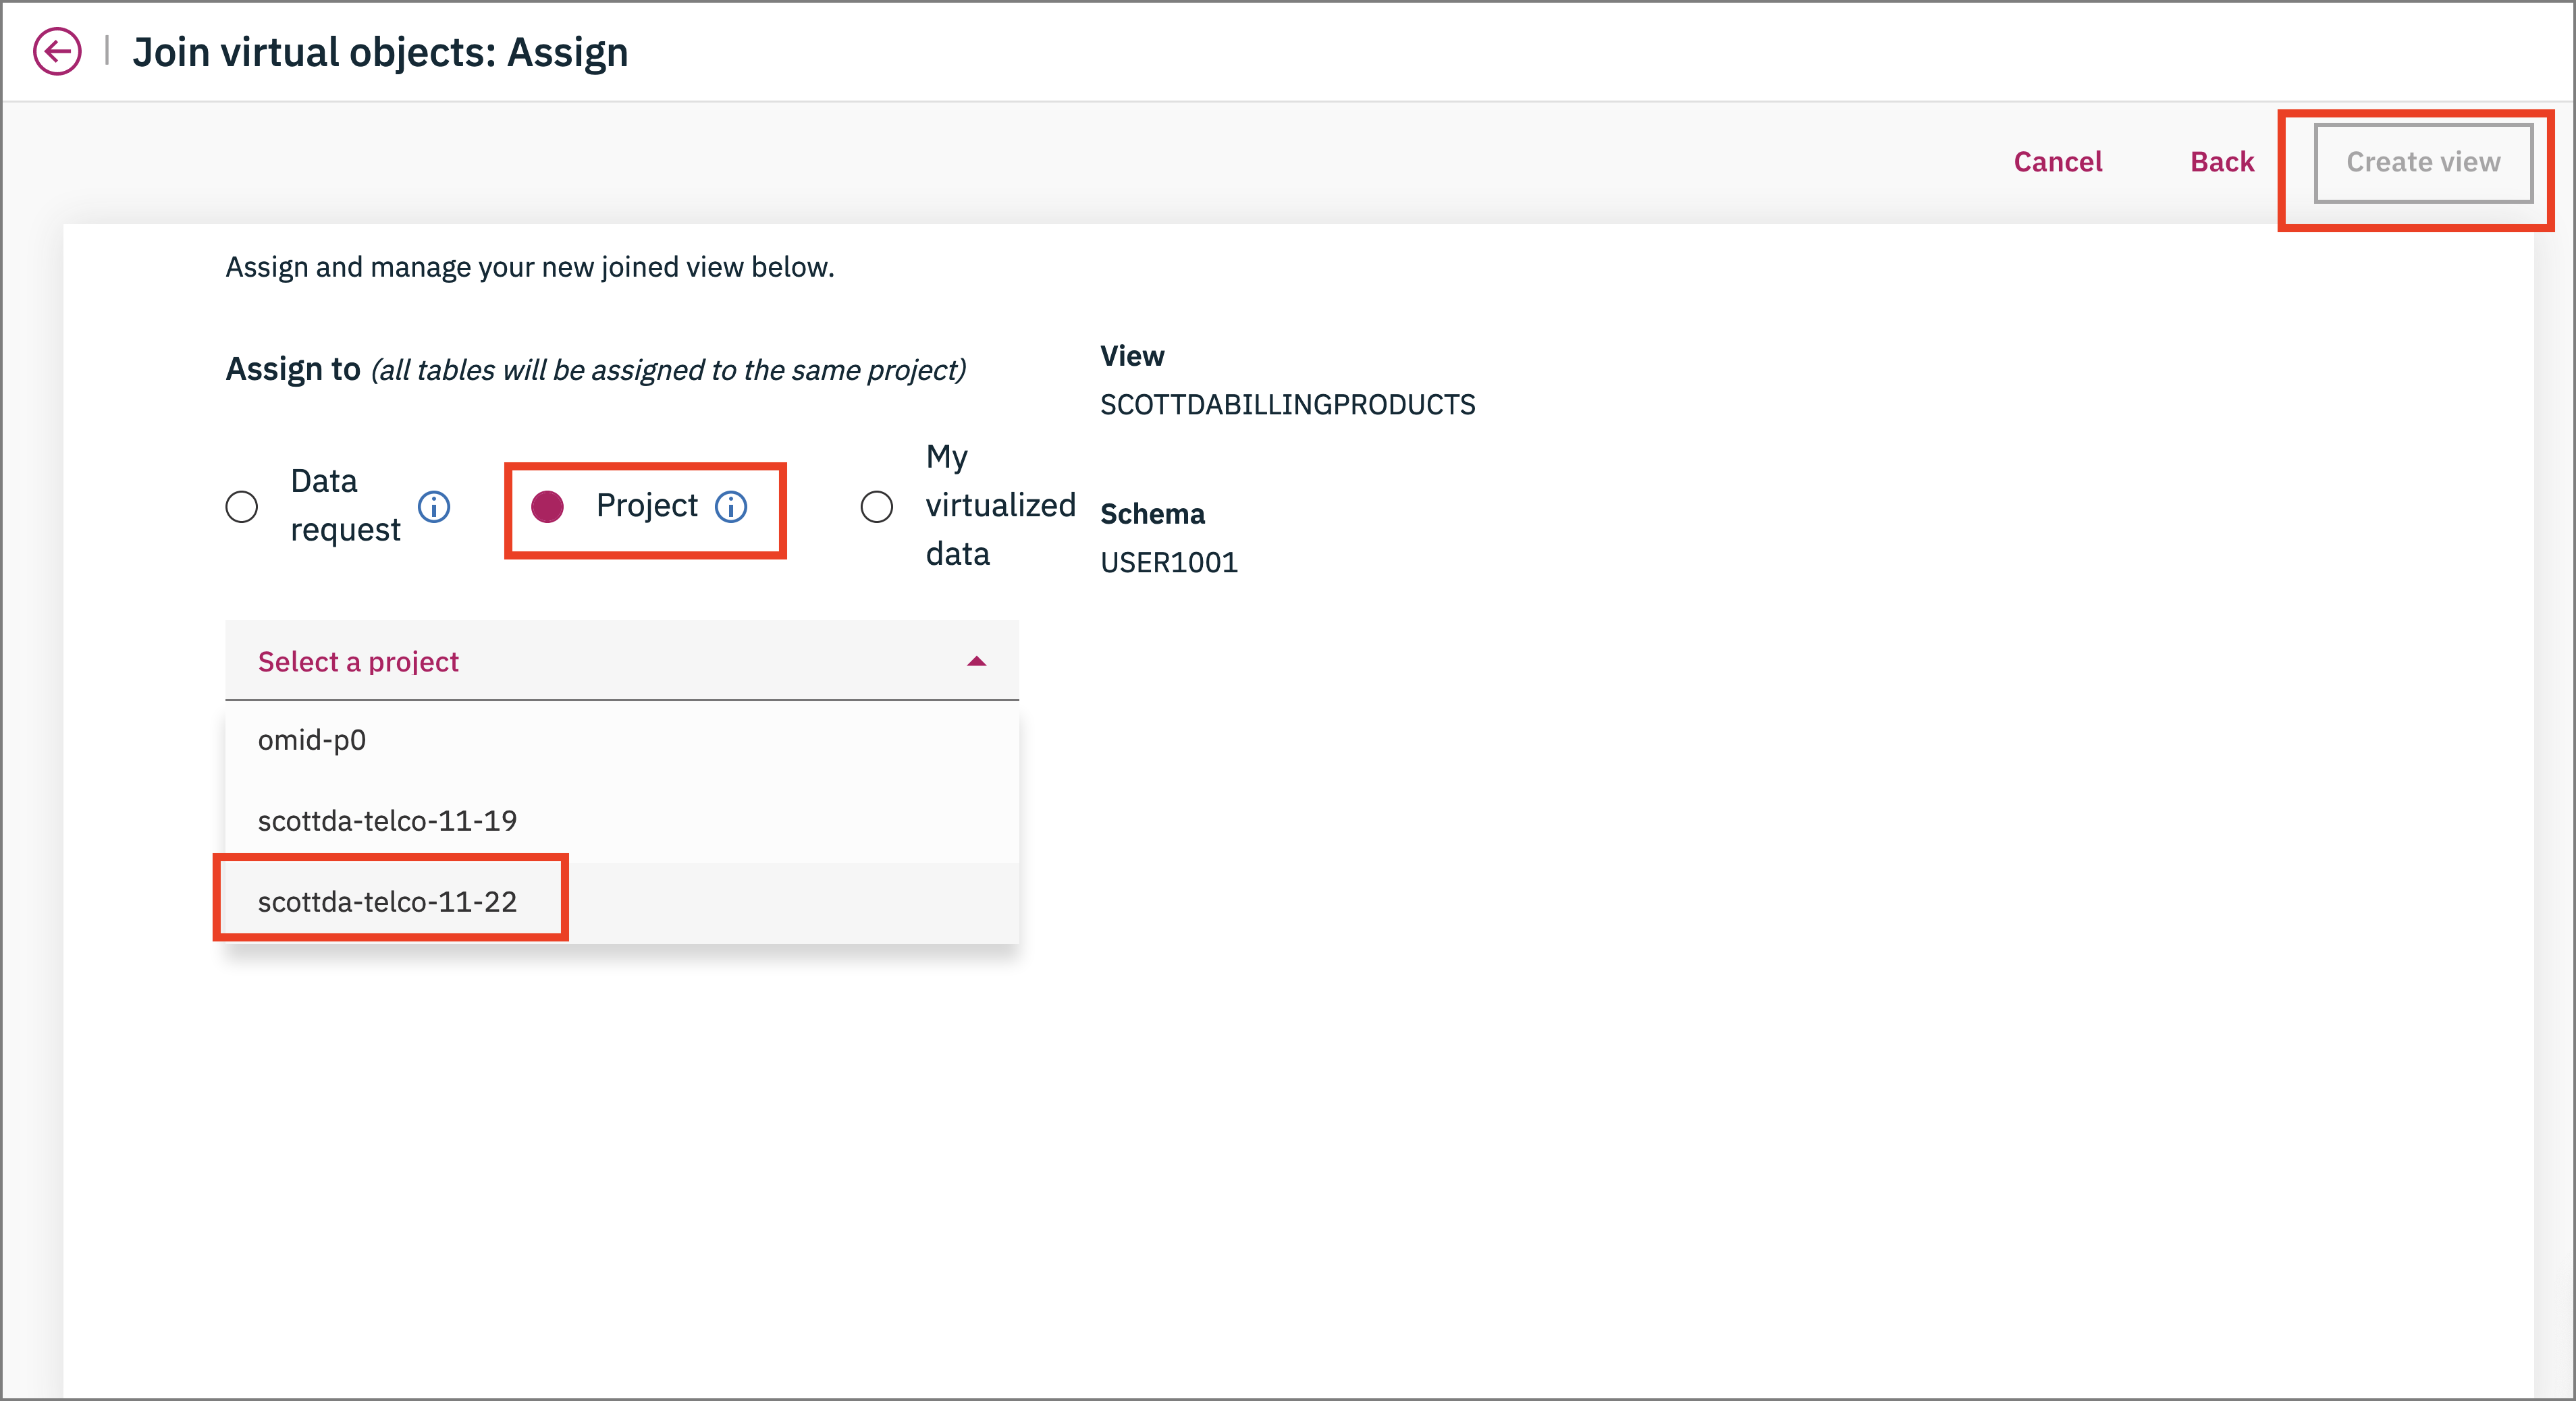 Join virtual objects: Assign
Cancel
Back
Create view
Assign and manage your new joined view below.
Assign to (all tables will be assigned to the same project)
Data
request
Project
My
virtualized
data
View
SCOTTDABILLINGPRODUCTS
Schema
USER1001
Select a project
omid-p0
scottda-telco-11-19
scottda-telco-11-22